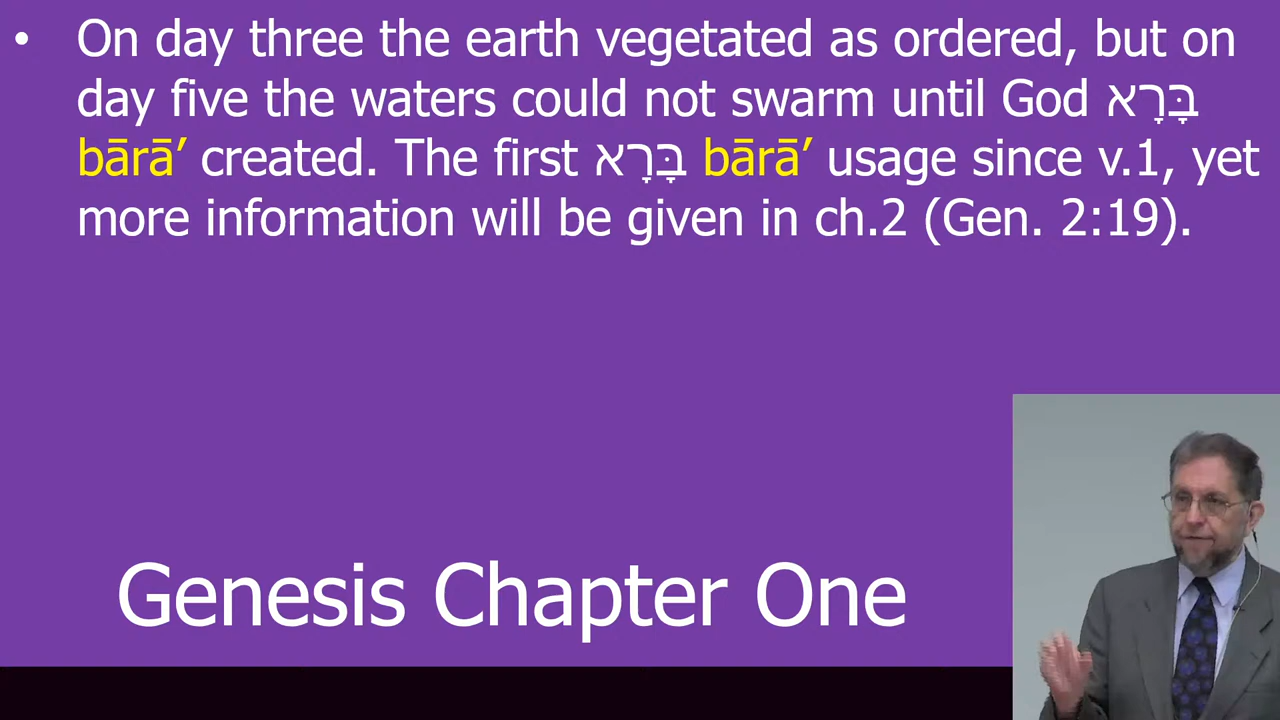 • On day three the earth vegetated as ordered, but on
day five the waters could not swarm until God בָּרָא
bārā’ created. The first בָּרָא bārā’ usage since v.1, yet
more information will be given in ch.2 (Gen. 2:19).
Genesis Chapter One